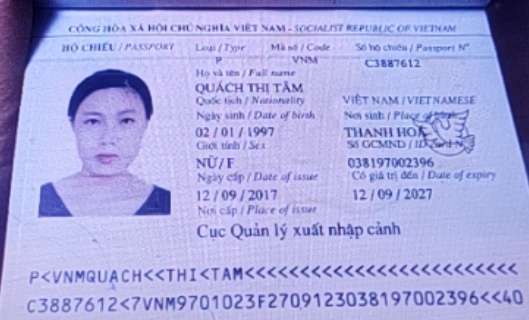 CỘNG HÒA XÃ HỘI CHỦ NGHĨA VIỆT NAM - SOCIALIST REPUBLIC OF VIETNAM
HỘ CHIẾU / PASSPORT Loại / Type Mã số / Code Số hộ chiếu / Passport Nº
P VNM C3887612
Họ và tên / Full name
QUÁCH THỊ TÂM
Quốc tịch / Nationality VIỆT NAM / VIETNAMESE
Ngày sinh / Date of birth Nơi sinh / Place of birth
02 / 01 / 1997 THANH HOÁ
Giới tính / Sex Số GCMND / ID
NỮ / F 038197002396
Ngày cấp / Date of issue Có giá trị đến / Date of expiry
12 / 09 / 2017 12 / 09 / 2027
Nơi cấp / Place of issue
Cục Quản lý xuất nhập cảnh
P<VNMQUACH<<THI<TAM<<<<<<<<<<<<<<<<<<<<<<<<<
C3887612<7VNM9701023F2709123038197002396<<40